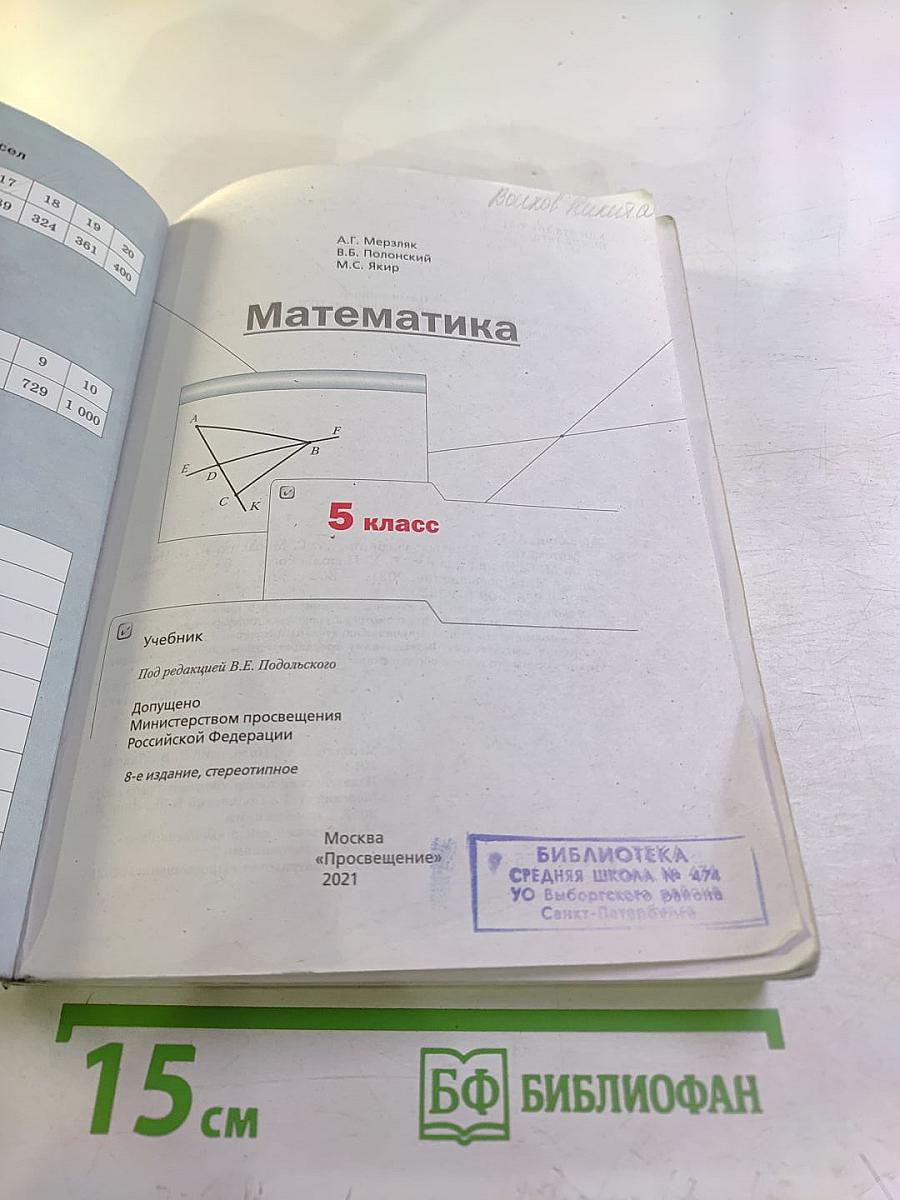 17
18
19
20
324
361
400
9
10
729
1 000
Никита
А.Г. Мерзляк
В.Б. Полонский
М.С. Якир
Математика
A
F
B
E
D
C
K
5 класс
Учебник
Под редакцией В.Е. Подольского
Допущено
Министерством просвещения
Российской Федерации
8-е издание, стереотипное
Москва
«Просвещение»
2021
БИБЛИОТЕКА
СРЕДНЯЯ ШКОЛА № 474
УО Выборгского района
Санкт-Петербурга
15 см
БФ БИБЛИОФАН